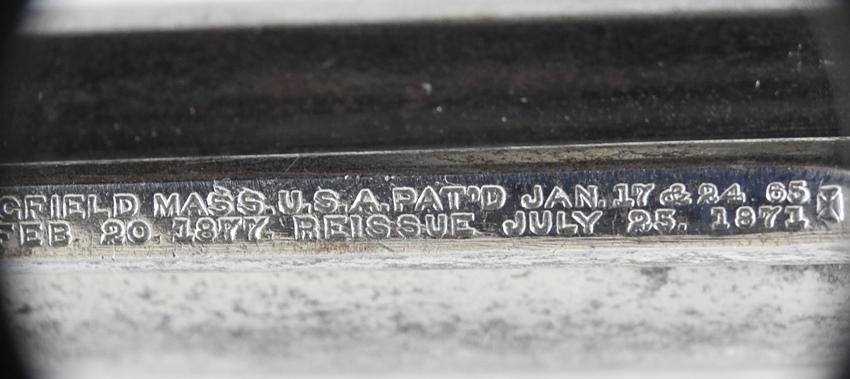 GFIELD MASS. U.S.A. PAT'D JAN. 17 & 24. 65
FEB. 20. 1877. REISSUE JULY 25. 1871.